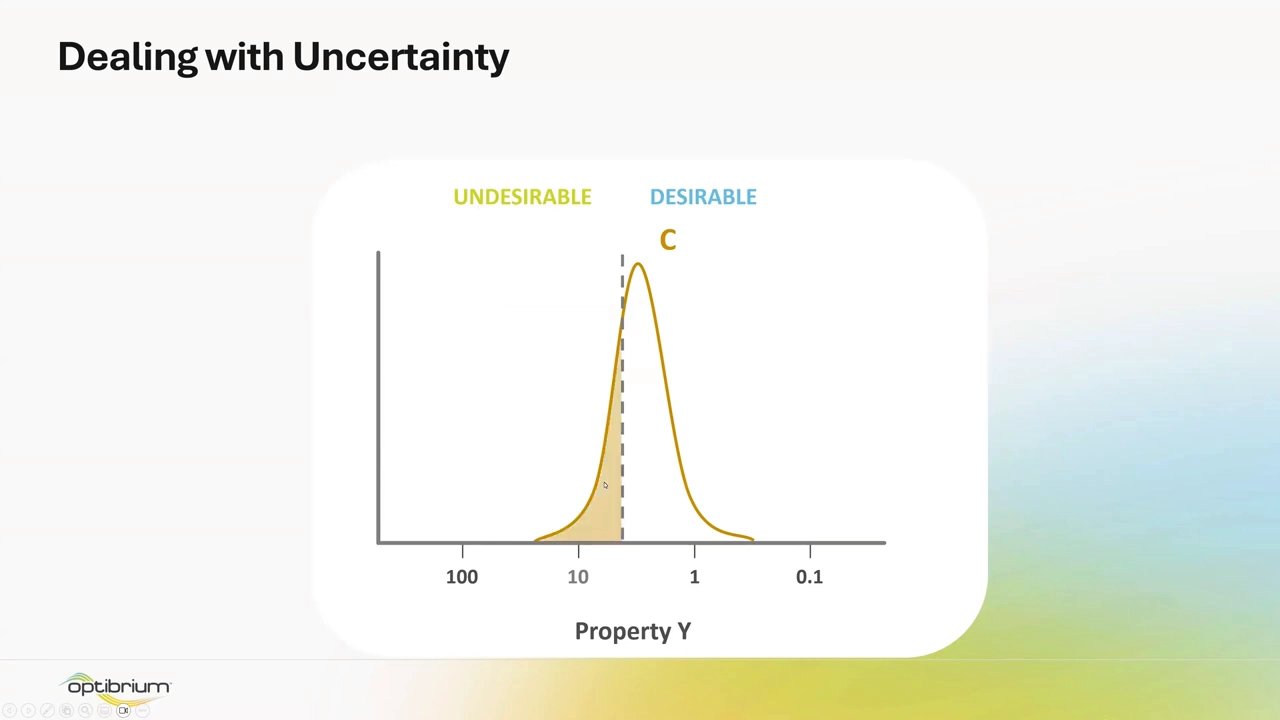 Dealing with Uncertainty
UNDESIRABLE DESIRABLE
C
100 10 1 0.1
Property Y
optibrium